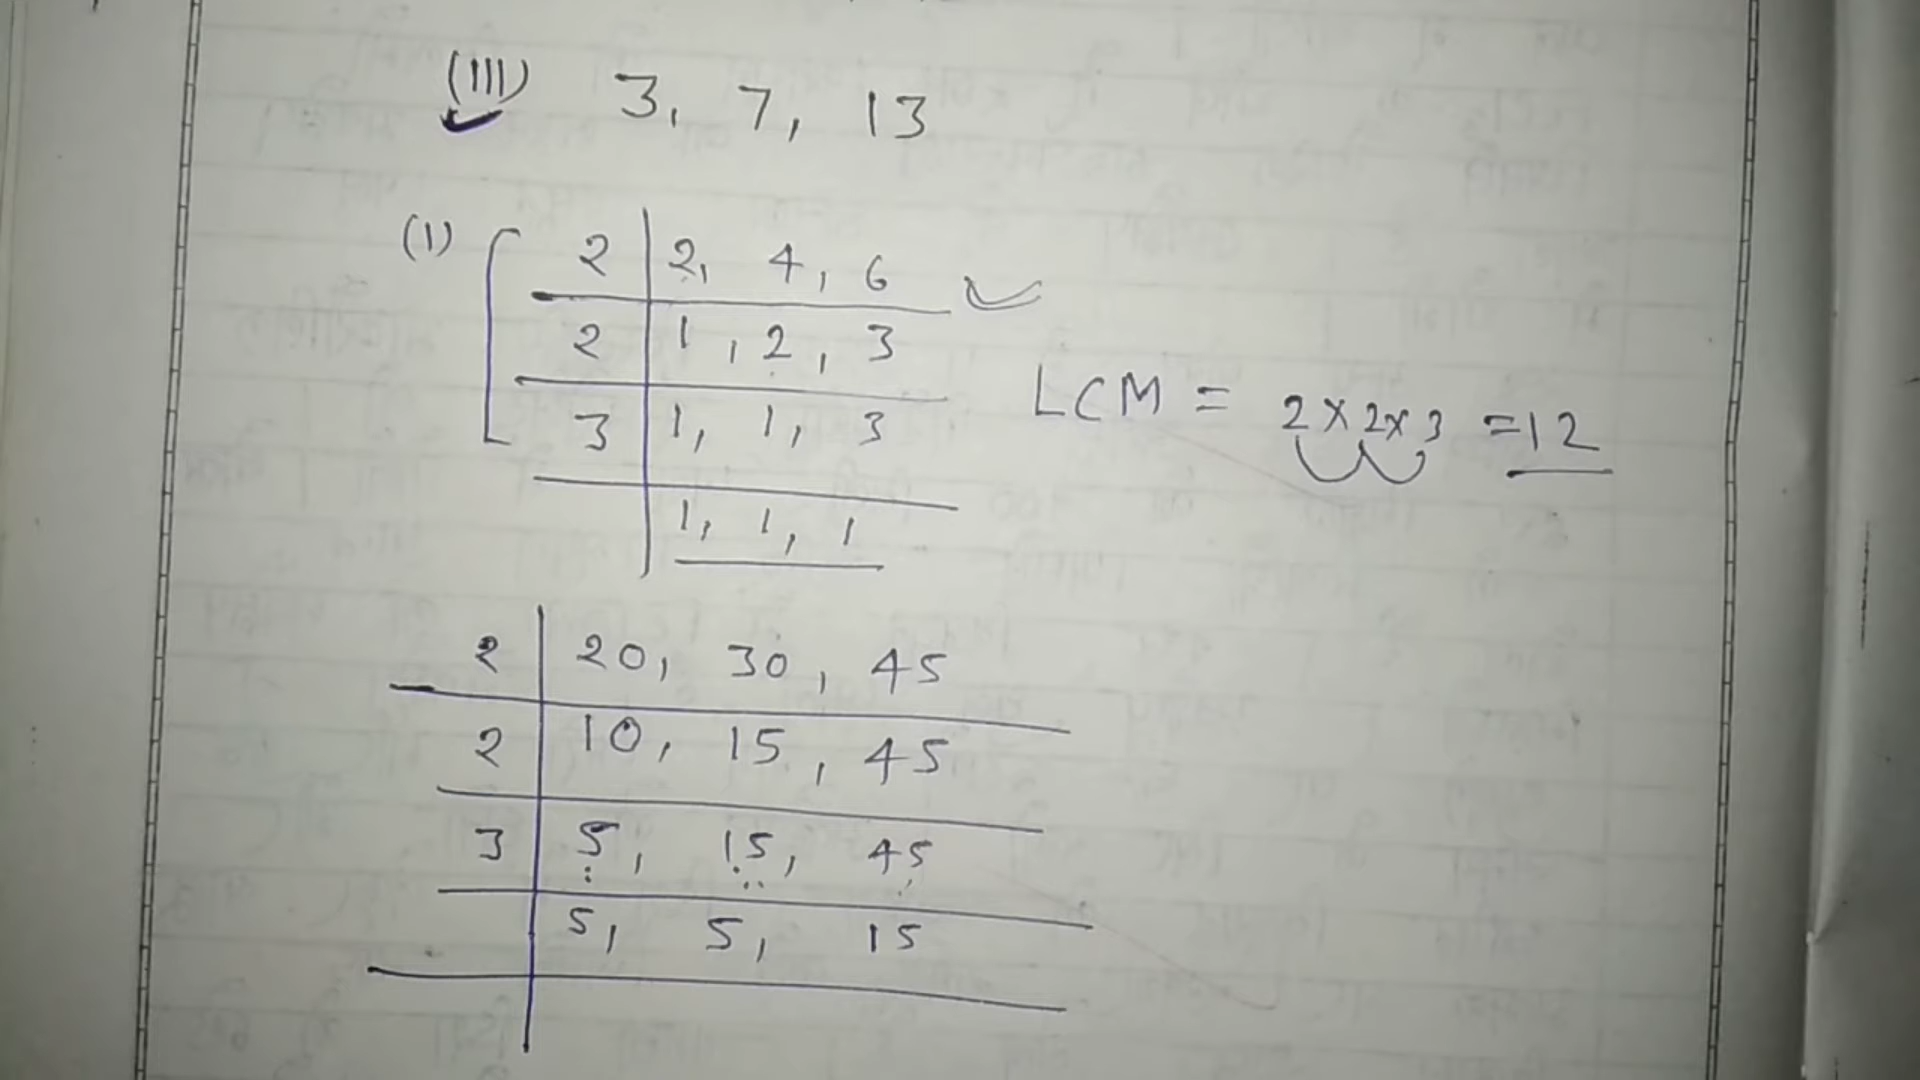 (III) 3, 7, 13
(1) 2 | 2, 4, 6
2 | 1, 2, 3
LCM = 2 x 2 x 3 = 12
3 | 1, 1, 3
1, 1, 1
2 | 20, 30, 45
2 | 10, 15, 45
3 | 5, 15, 45
5, 5, 15